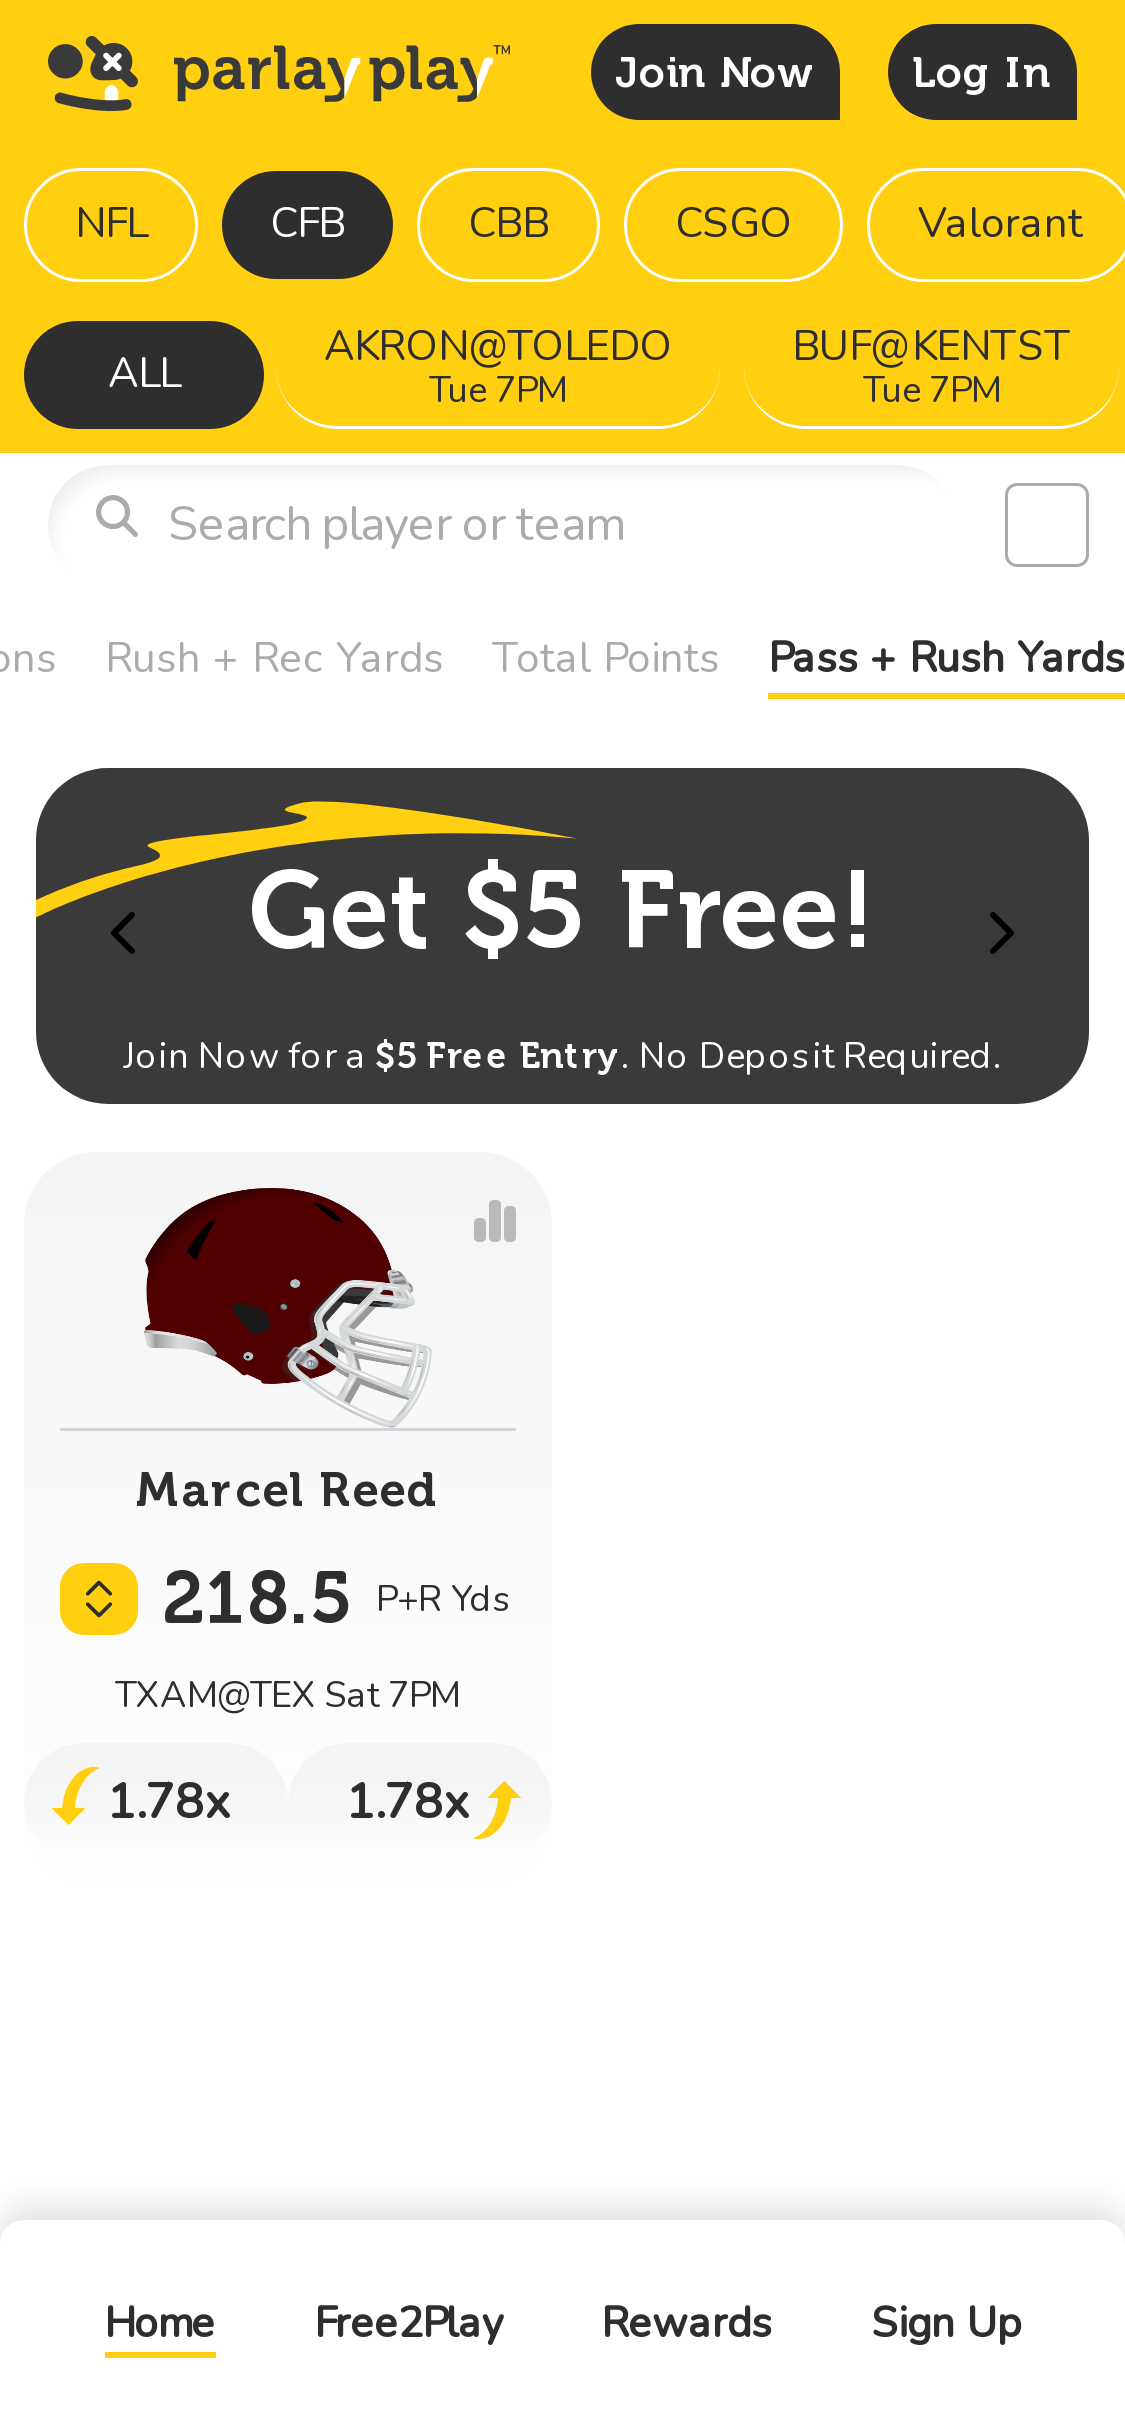 parlayplay™
Join Now
Log In
NFL
CFB
CBB
CSGO
Valorant
ALL
AKRON@TOLEDO
Tue 7PM
BUF@KENTST
Tue 7PM
Search player or team
ons
Rush + Rec Yards
Total Points
Pass + Rush Yards
Get $5 Free!
Join Now for a $5 Free Entry. No Deposit Required.
Marcel Reed
218.5 P+R Yds
TXAM@TEX Sat 7PM
1.78x
1.78x
Home
Free2Play
Rewards
Sign Up